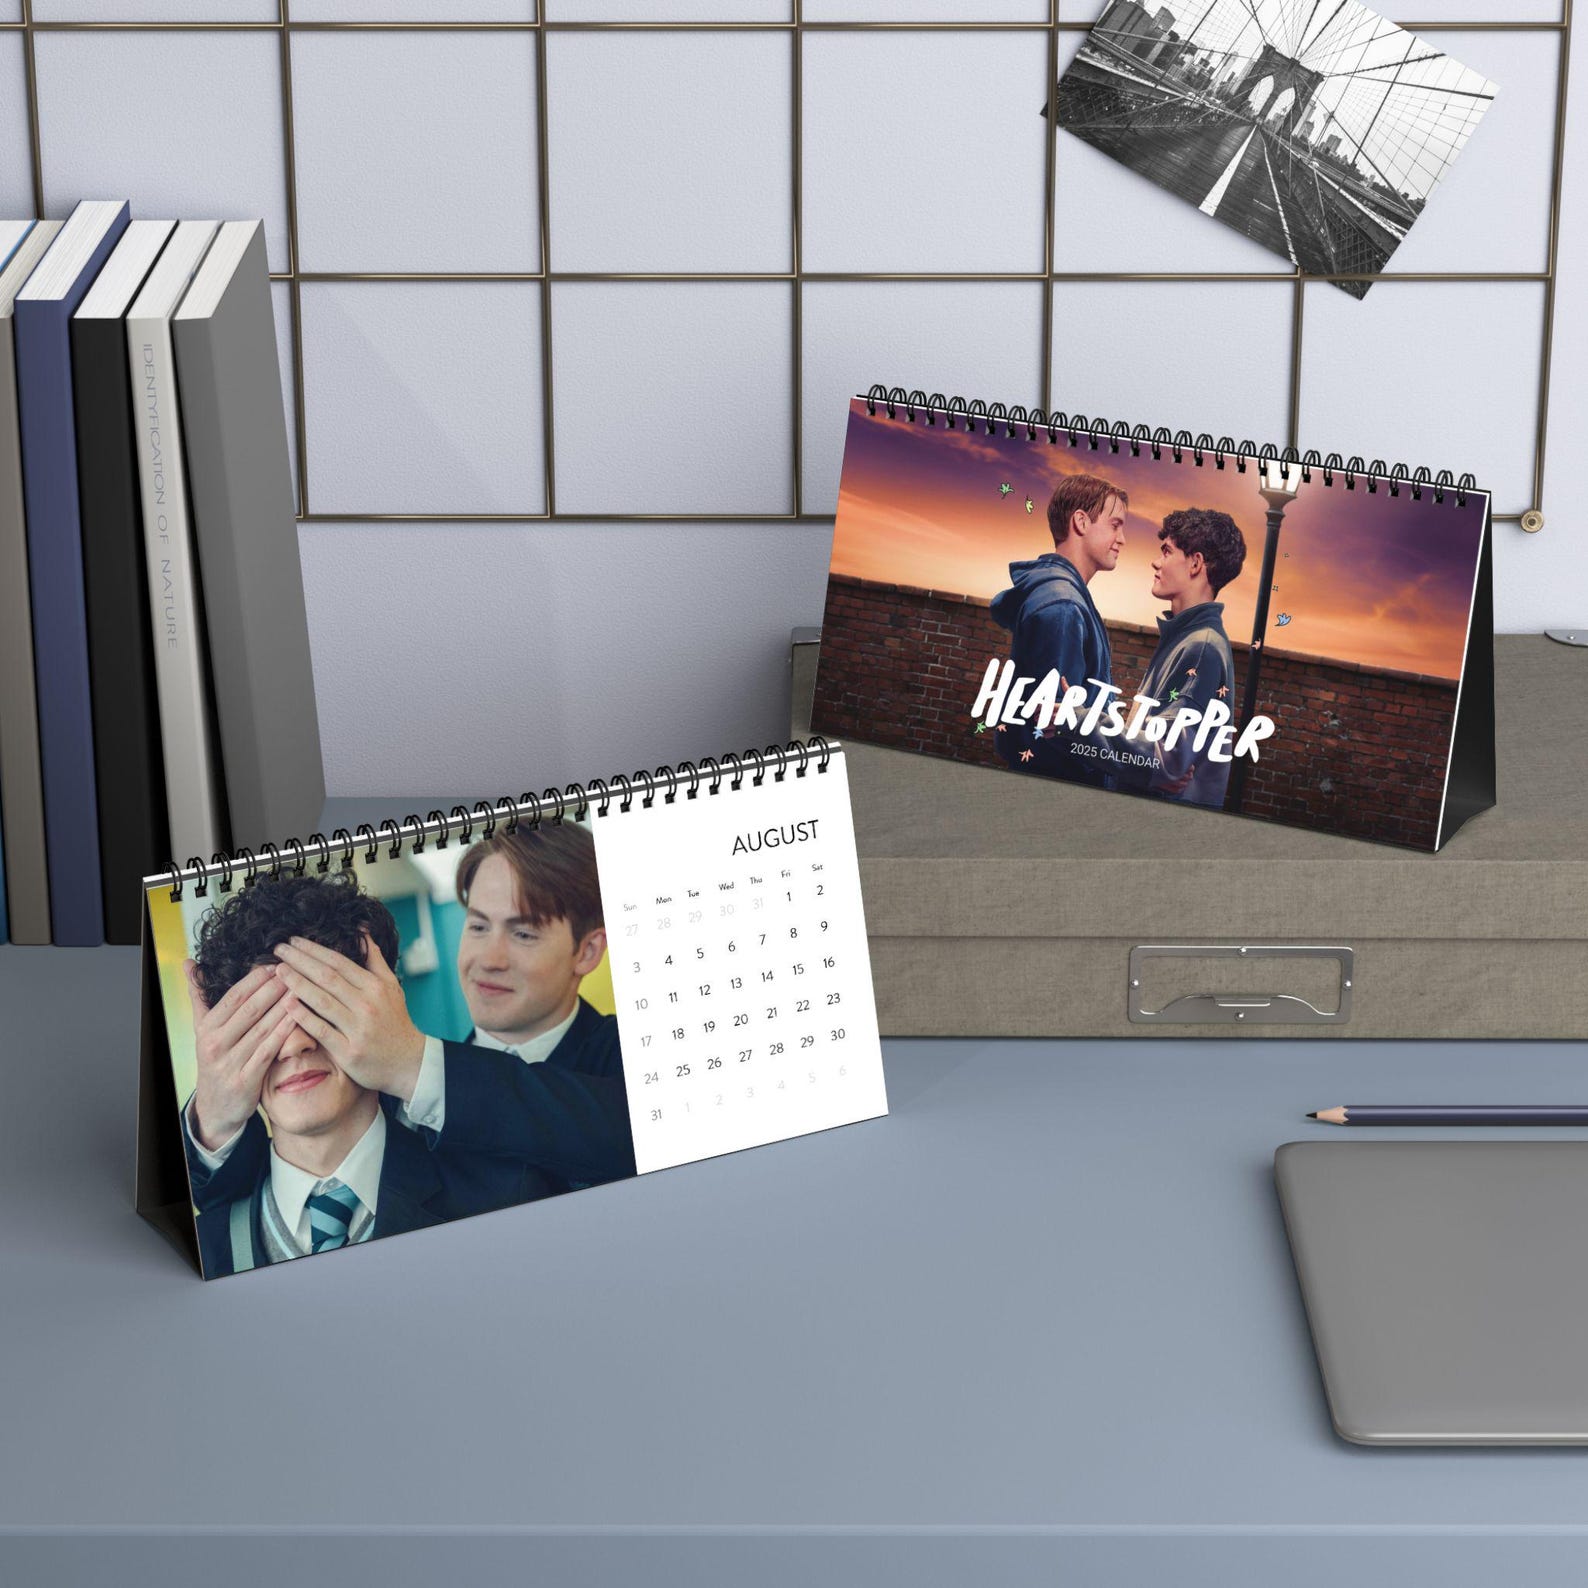 IDENTYFICATION OF NATURE
HEARTSTOPPER
2025 CALENDAR
AUGUST
Sun Mon Tue Wed Thu Fri Sat
27 28 29 30 31 1 2
3 4 5 6 7 8 9
10 11 12 13 14 15 16
17 18 19 20 21 22 23
24 25 26 27 28 29 30
31 1 2 3 4 5 6